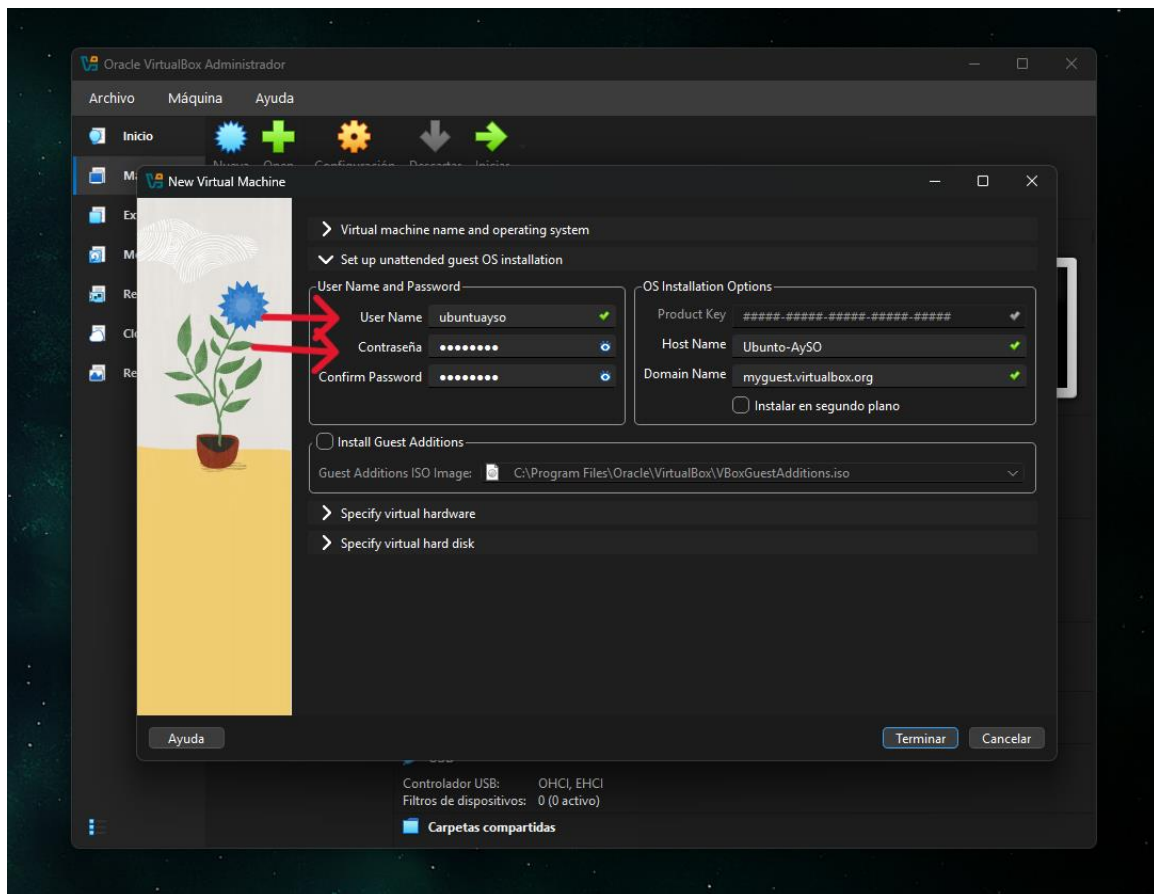 Oracle VirtualBox Administrador
Archivo Máquina Ayuda
Inicio
New Virtual Machine
Virtual machine name and operating system
Set up unattended guest OS installation
User Name and Password
User Name ubuntuayso
Contraseña ●●●●●●●●
Confirm Password ●●●●●●●●
OS Installation Options
Product Key #####-#####-#####-#####-#####
Host Name Ubunto-AySO
Domain Name myguest.virtualbox.org
Instalar en segundo plano
Install Guest Additions
Guest Additions ISO Image: C:\Program Files\Oracle\VirtualBox\VBoxGuestAdditions.iso
Specify virtual hardware
Specify virtual hard disk
Ayuda Terminar Cancelar
Controlador USB: OHCI, EHCI
Filtros de dispositivos: 0 (0 activo)
Carpetas compartidas